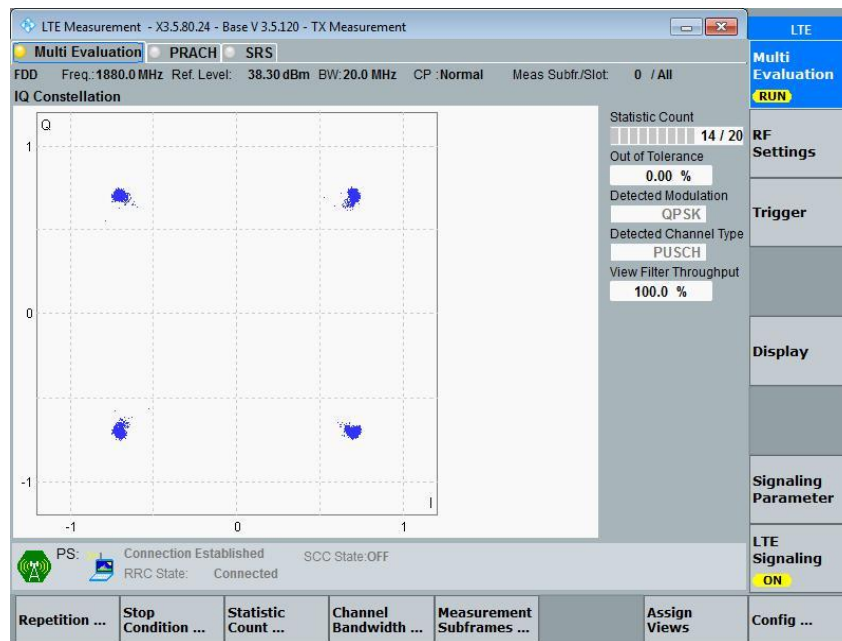 LTE Measurement - X3.5.80.24 - Base V 3.5.120 - TX Measurement
LTE
Multi Evaluation PRACH SRS
FDD Freq.: 1880.0 MHz Ref. Level: 38.30 dBm BW: 20.0 MHz CP : Normal Meas Subfr./Slot: 0 / All
IQ Constellation
Q
1
0
-1
I
-1 0 1
Statistic Count
14 / 20
Out of Tolerance
0.00 %
Detected Modulation
QPSK
Detected Channel Type
PUSCH
View Filter Throughput
100.0 %
Multi
Evaluation
RUN
RF
Settings
Trigger
Display
Signaling
Parameter
LTE
Signaling
ON
PS: Connection Established SCC State: OFF
RRC State: Connected
Repetition ...
Stop
Condition ...
Statistic
Count ...
Channel
Bandwidth ...
Measurement
Subframes ...
Assign
Views
Config ...